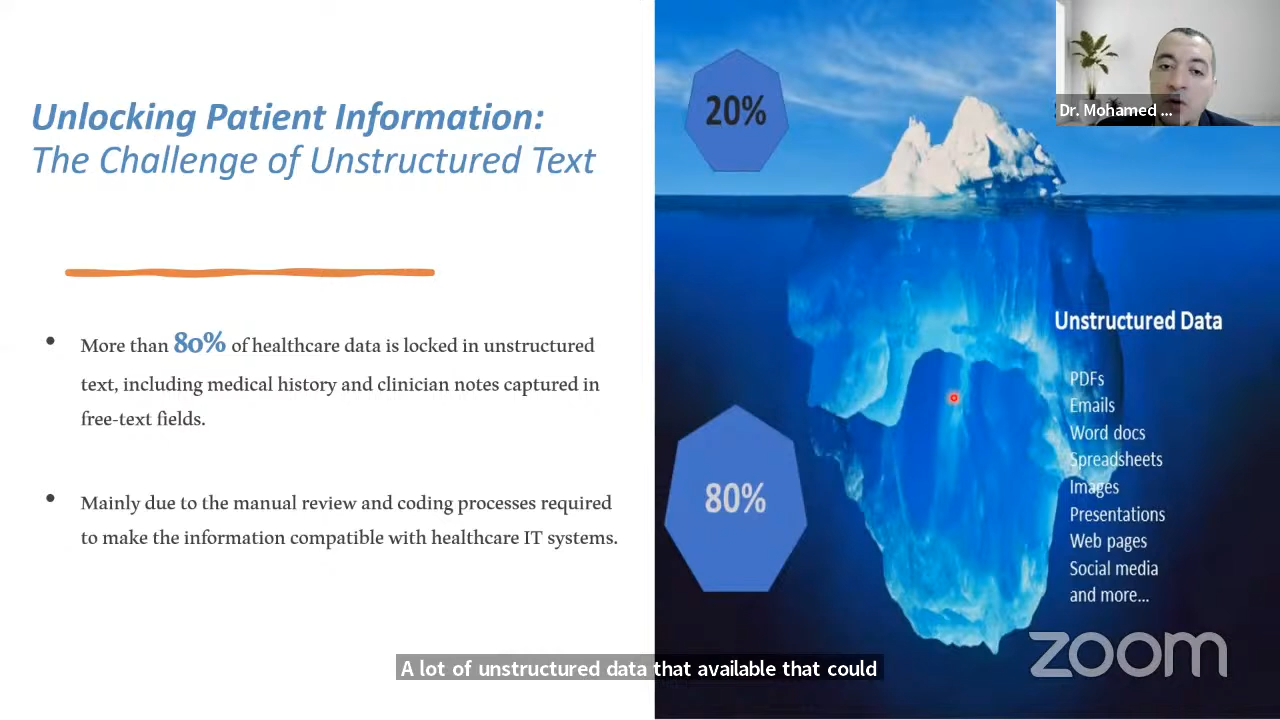 Unlocking Patient Information:
The Challenge of Unstructured Text
• More than 80% of healthcare data is locked in unstructured
text, including medical history and clinician notes captured in
free-text fields.
• Mainly due to the manual review and coding processes required
to make the information compatible with healthcare IT systems.
20%
80%
Unstructured Data
PDFs
Emails
Word docs
Spreadsheets
Images
Presentations
Web pages
Social media
and more...
Dr. Mohamed ...
A lot of unstructured data that available that could
zoom